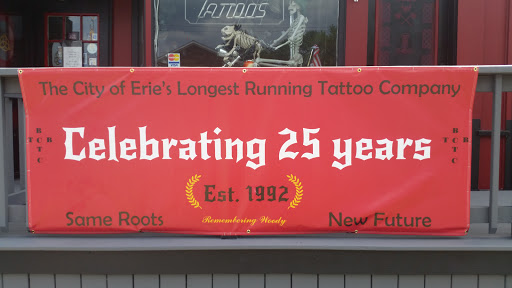 TATTOOS
The City of Erie's Longest Running Tattoo Company
Celebrating 25 years
Est. 1992
Remembering Woody
Same Roots
New Future
B
T R
C
T
C
B
T R
C
T
C